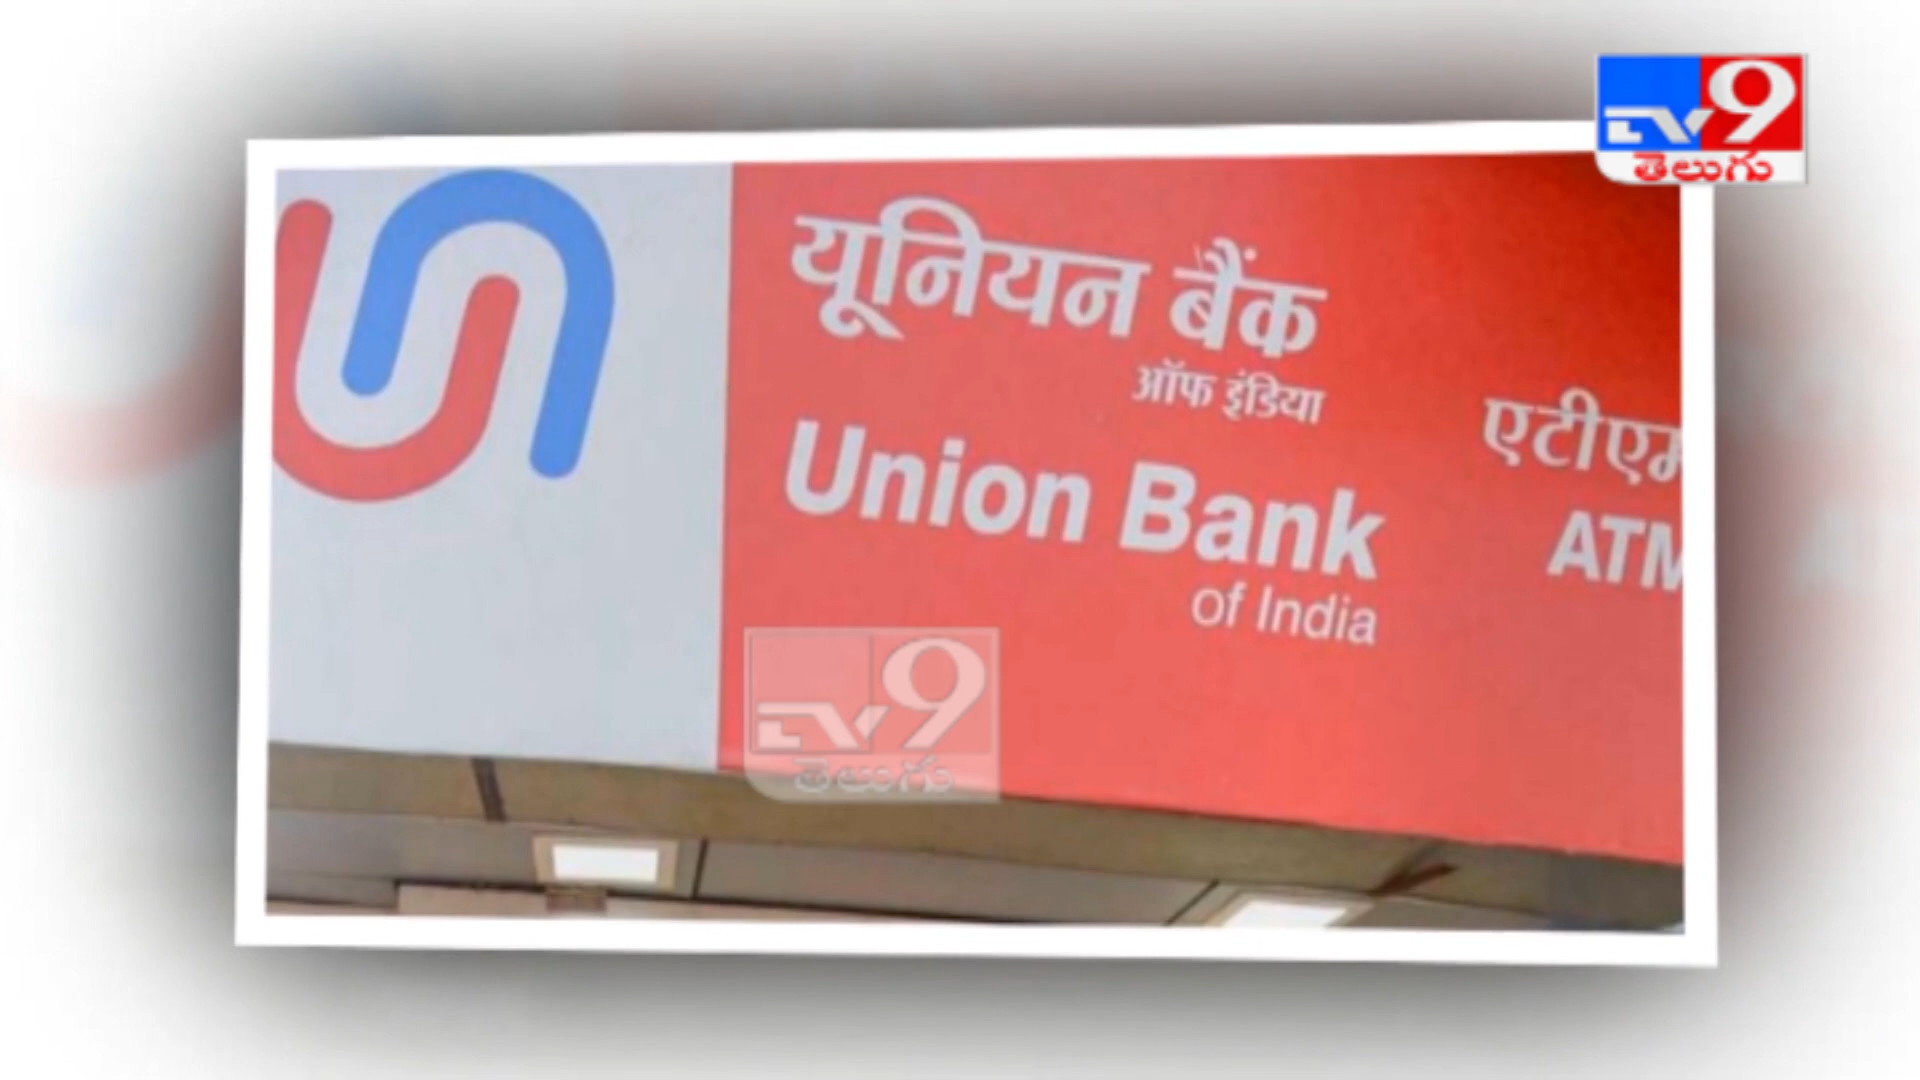 TV9
తెలుగు
यूनियन बैंक
ऑफ इंडिया
Union Bank
of India
एटीएम
ATM
TV9
తెలుగు